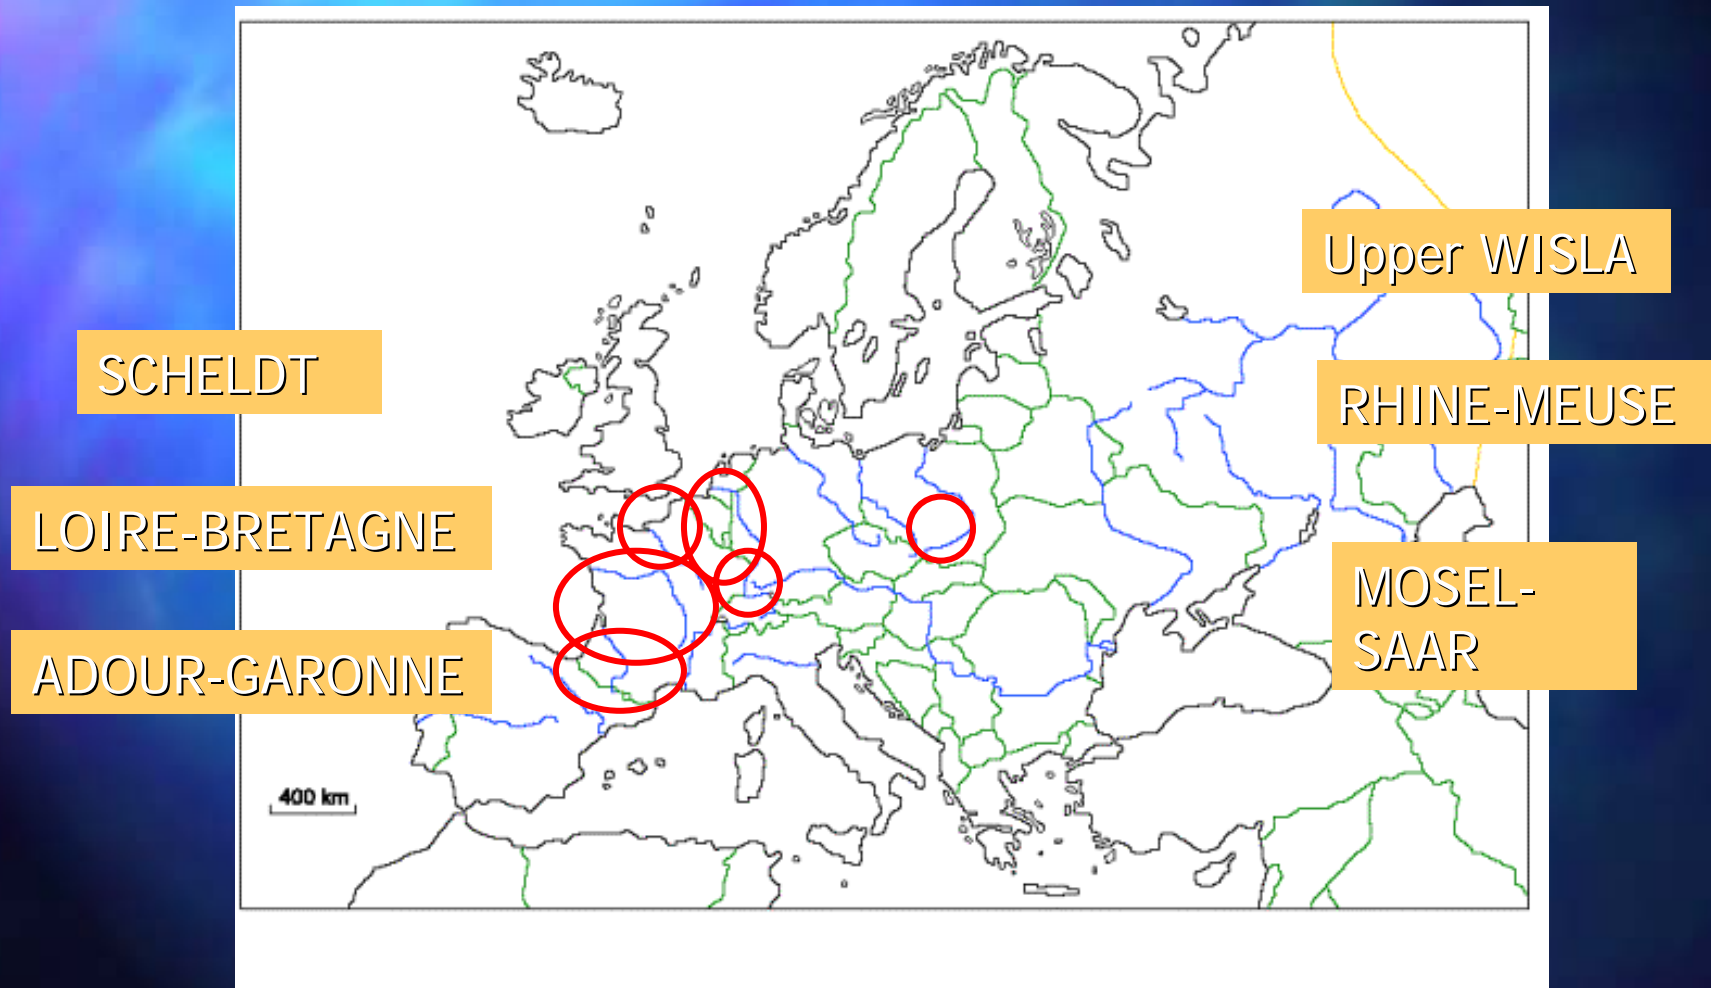 Upper WISLA
SCHELDT
RHINE-MEUSE
LOIRE-BRETAGNE
MOSEL-
SAAR
ADOUR-GARONNE
400 km